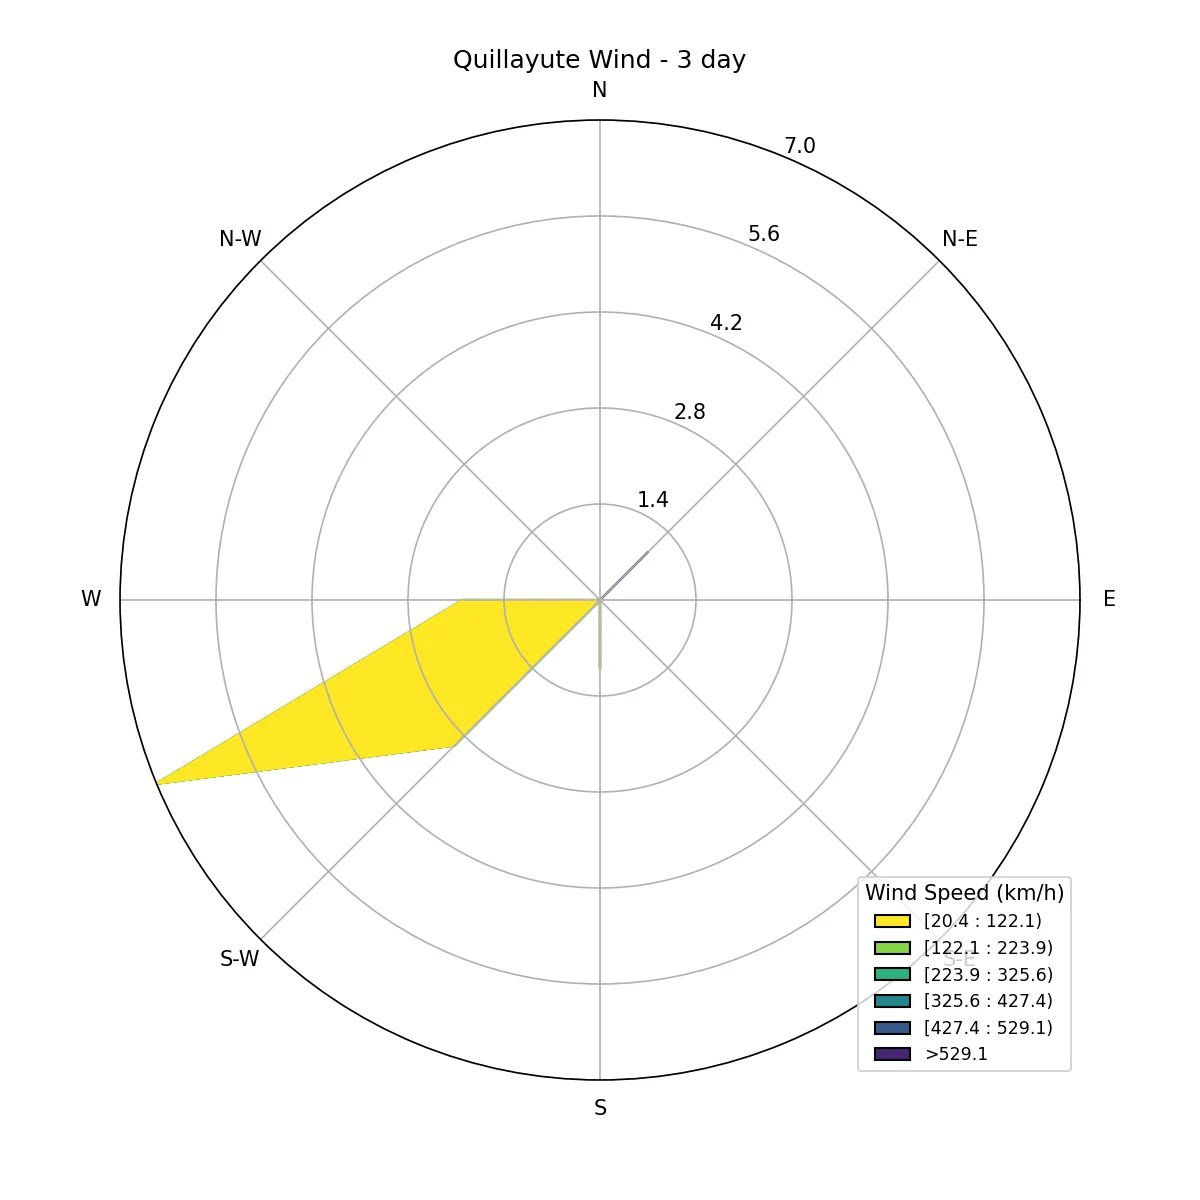 Quillayute Wind - 3 day
N
7.0
N-W
5.6
N-E
4.2
2.8
1.4
W
E
S-W
S-E
S
Wind Speed (km/h)
[20.4 : 122.1)
[122.1 : 223.9)
[223.9 : 325.6)
[325.6 : 427.4)
[427.4 : 529.1)
>529.1